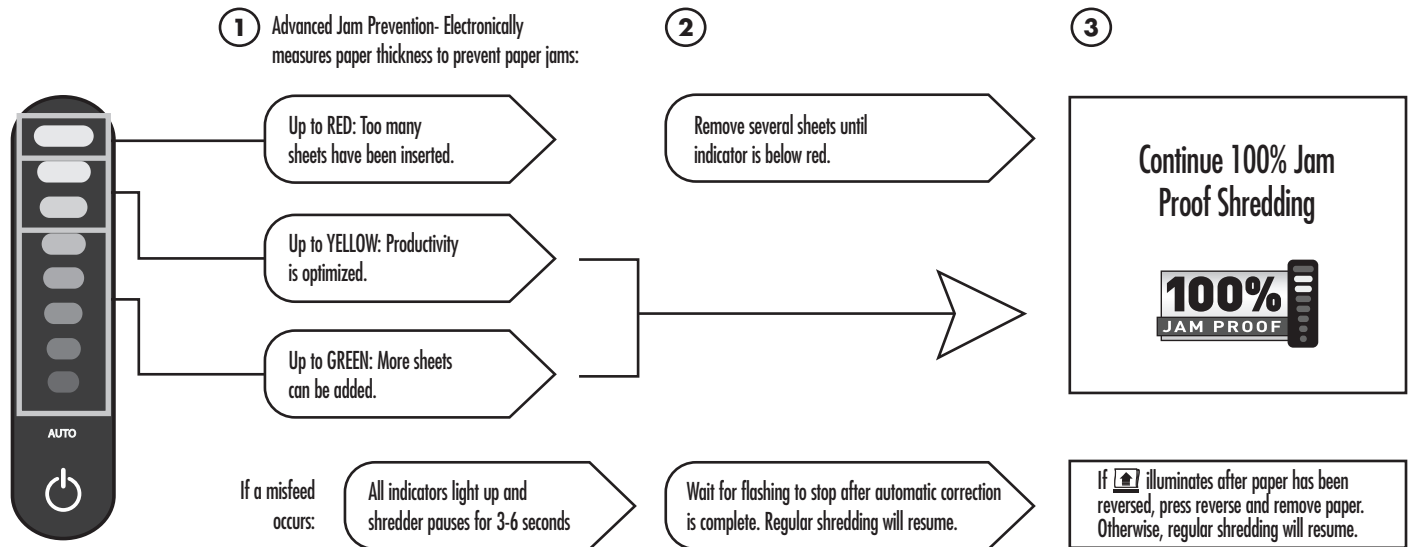 1 Advanced Jam Prevention- Electronically
measures paper thickness to prevent paper jams:
2
3
Up to RED: Too many
sheets have been inserted.
Remove several sheets until
indicator is below red.
Continue 100% Jam
Proof Shredding
Up to YELLOW: Productivity
is optimized.
100%
JAM PROOF
Up to GREEN: More sheets
can be added.
AUTO
If a misfeed
occurs:
All indicators light up and
shredder pauses for 3-6 seconds
Wait for flashing to stop after automatic correction
is complete. Regular shredding will resume.
If illuminates after paper has been
reversed, press reverse and remove paper.
Otherwise, regular shredding will resume.